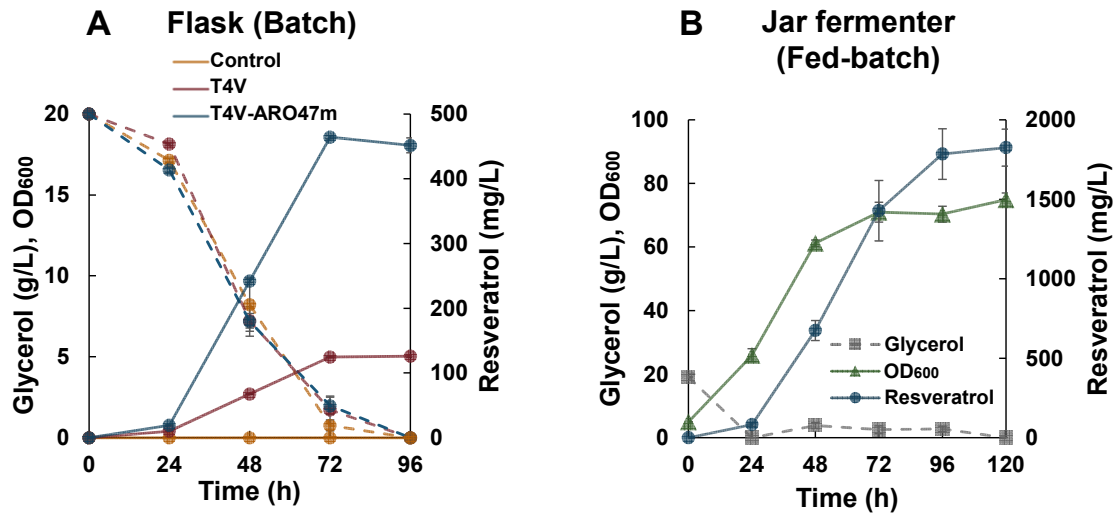 A Flask (Batch)
Control
T4V
T4V-ARO47m
20
15
10
5
0
Glycerol (g/L), OD600
500
400
300
200
100
0
Resveratrol (mg/L)
0 24 48 72 96
Time (h)
B Jar fermenter
(Fed-batch)
100
80
60
40
20
0
Glycerol (g/L), OD600
2000
1500
1000
500
0
Resveratrol (mg/L)
Glycerol
OD600
Resveratrol
0 24 48 72 96 120
Time (h)